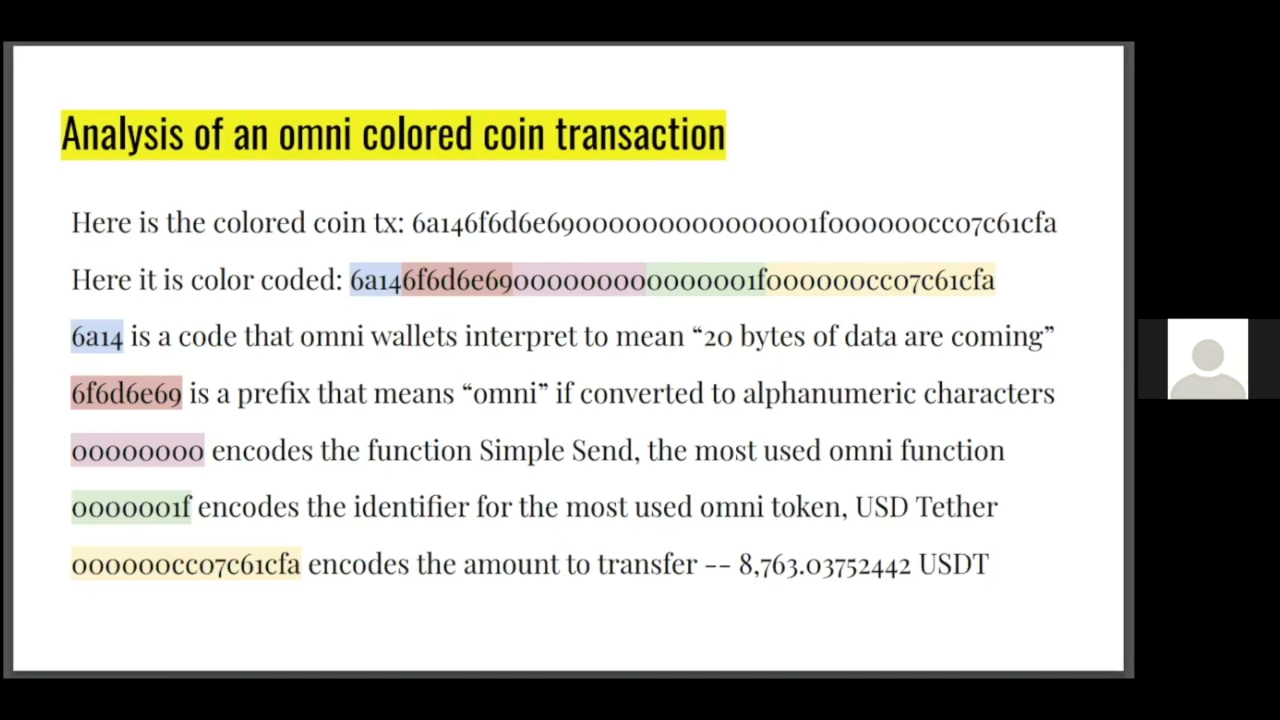 Analysis of an omni colored coin transaction
Here is the colored coin tx: 6a146f6d6e69000000000000001f000000cc07c61cfa
Here it is color coded: 6a146f6d6e69000000000000001f000000cc07c61cfa
6a14 is a code that omni wallets interpret to mean “20 bytes of data are coming”
6f6d6e69 is a prefix that means “omni” if converted to alphanumeric characters
00000000 encodes the function Simple Send, the most used omni function
0000001f encodes the identifier for the most used omni token, USD Tether
000000cc07c61cfa encodes the amount to transfer -- 8,763.03752442 USDT